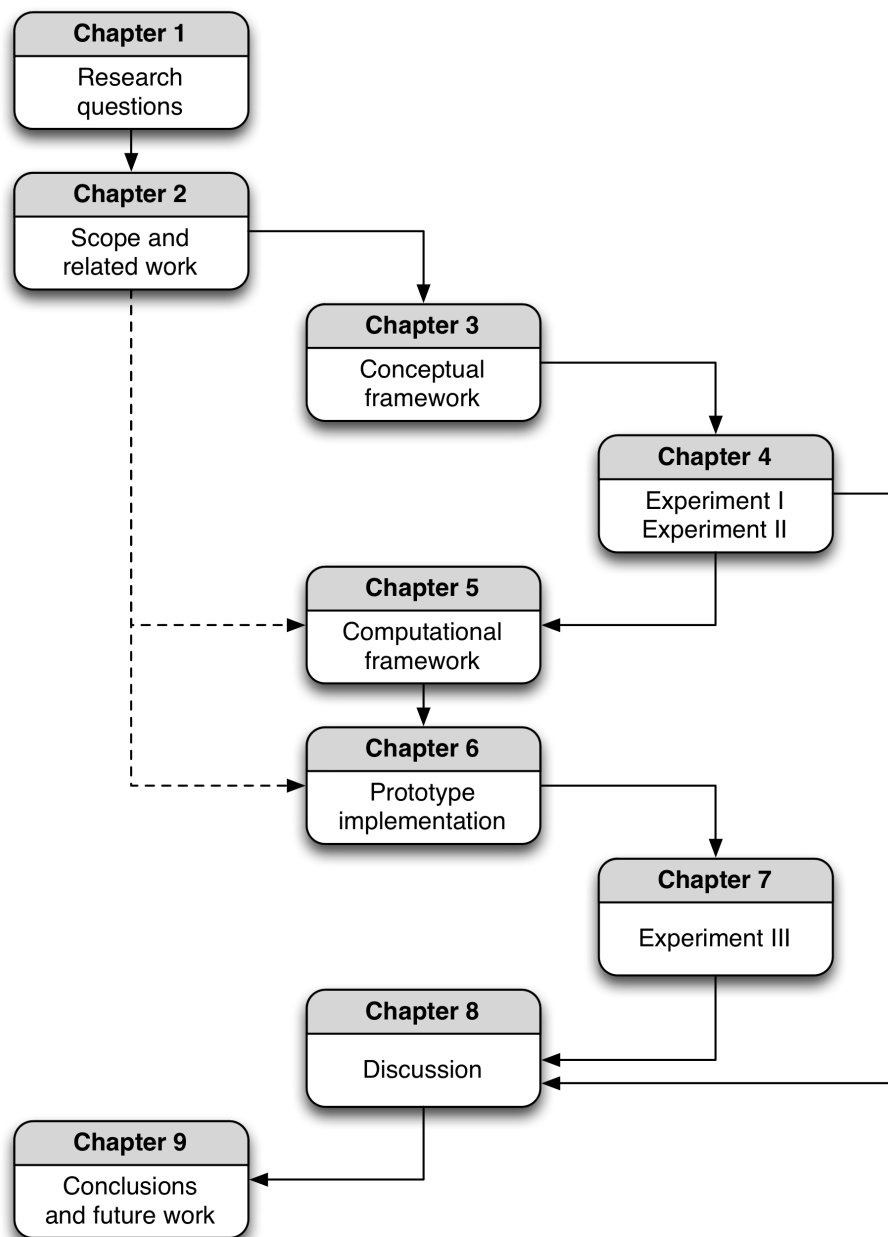 Chapter 1
Research
questions
Chapter 2
Scope and
related work
Chapter 3
Conceptual
framework
Chapter 4
Experiment I
Experiment II
Chapter 5
Computational
framework
Chapter 6
Prototype
implementation
Chapter 7
Experiment III
Chapter 8
Discussion
Chapter 9
Conclusions
and future work